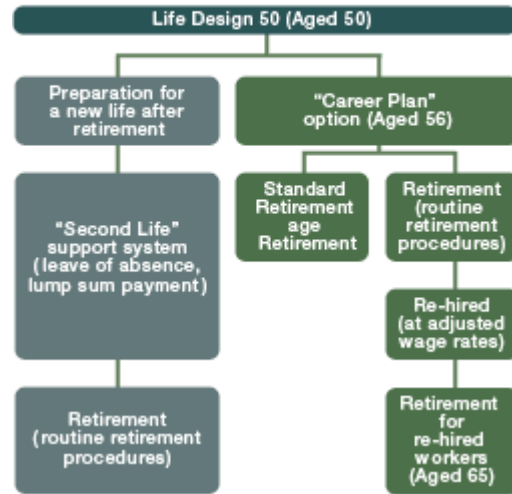 Life Design 50 (Aged 50)
Preparation for
a new life after
retirement
“Second Life”
support system
(leave of absence,
lump sum payment)
Retirement
(routine retirement
procedures)
“Career Plan”
option (Aged 56)
Standard
Retirement
age
Retirement
Retirement
(routine
retirement
procedures)
Re-hired
(at adjusted
wage rates)
Retirement
for
re-hired
workers
(Aged 65)